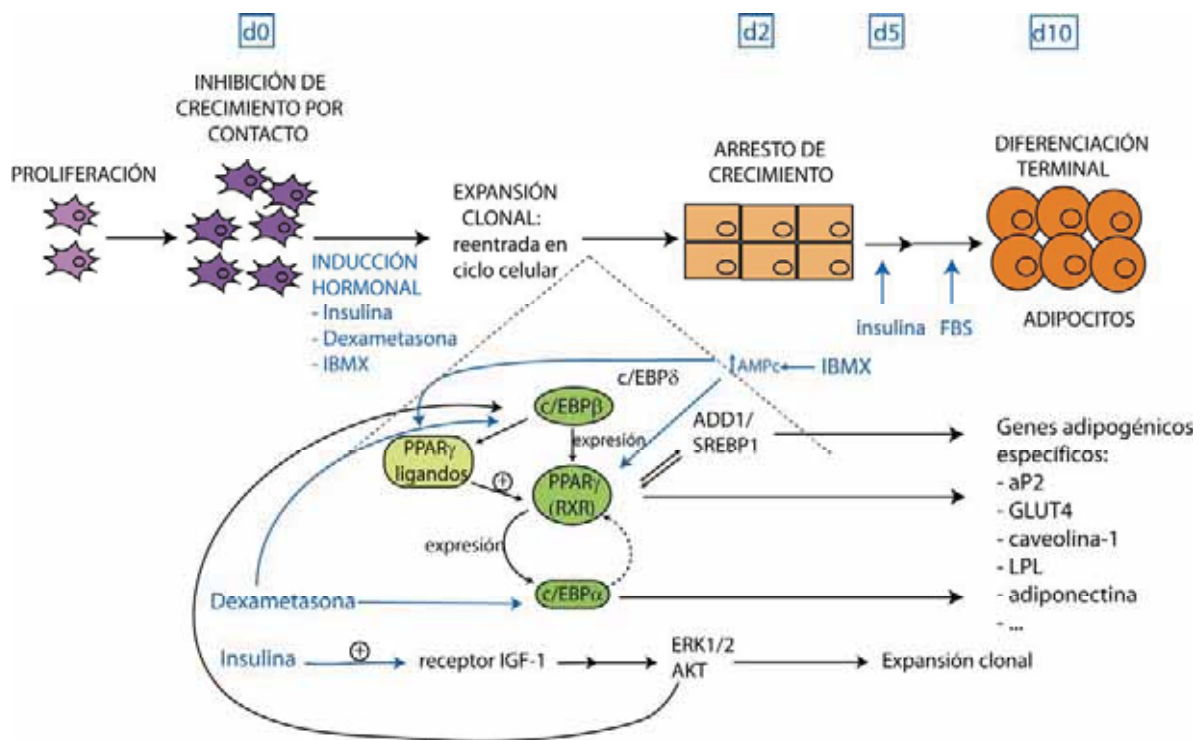 d0
d2
d5
d10
INHIBICIÓN DE
CRECIMIENTO POR
CONTACTO
PROLIFERACIÓN
EXPANSIÓN
CLONAL:
reentrada en
ciclo celular
ARRESTO DE
CRECIMIENTO
DIFERENCIACIÓN
TERMINAL
INDUCCIÓN
HORMONAL
- Insulina
- Dexametasona
- IBMX
insulina
FBS
ADIPOCITOS
c/EBPδ
AMPc
IBMX
c/EBPβ
PPARγ
ligandos
expresión
ADD1/
SREBP1
+
PPARγ
(RXR)
expresión
c/EBPα
Genes adipogénicos
específicos:
- aP2
- GLUT4
- caveolina-1
- LPL
- adiponectina
- ...
Dexametasona
Insulina
+
receptor IGF-1
ERK1/2
AKT
Expansión clonal